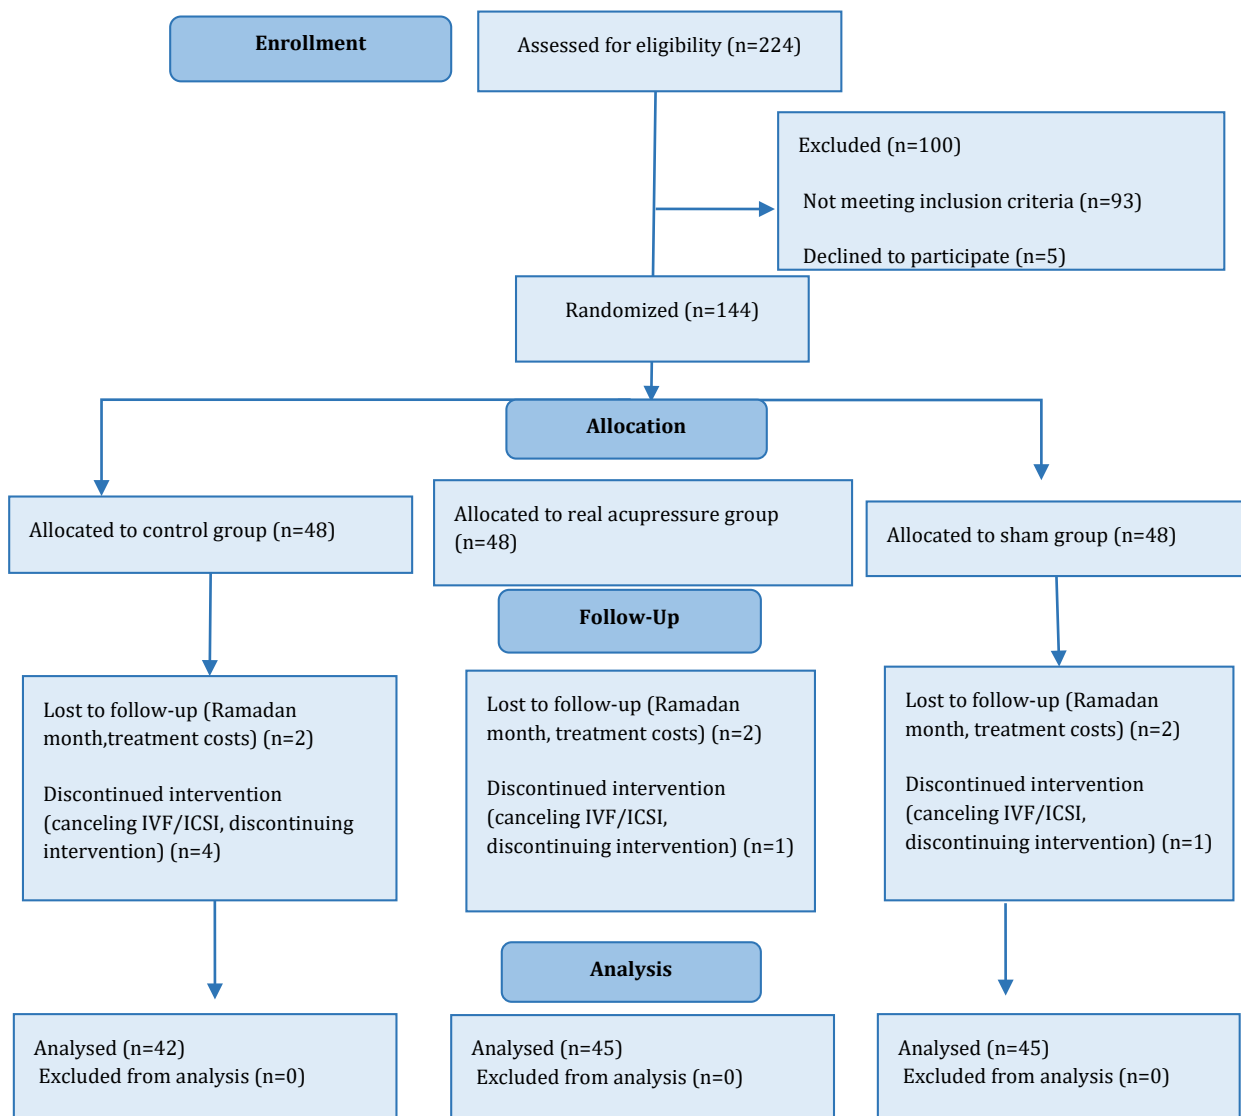 Enrollment
Assessed for eligibility (n=224)
Excluded (n=100)
Not meeting inclusion criteria (n=93)
Declined to participate (n=5)
Randomized (n=144)
Allocation
Allocated to control group (n=48)
Allocated to real acupressure group
(n=48)
Allocated to sham group (n=48)
Follow-Up
Lost to follow-up (Ramadan
month,treatment costs) (n=2)
Discontinued intervention
(canceling IVF/ICSI, discontinuing
intervention) (n=4)
Lost to follow-up (Ramadan
month, treatment costs) (n=2)
Discontinued intervention
(canceling IVF/ICSI,
discontinuing intervention) (n=1)
Lost to follow-up (Ramadan
month, treatment costs) (n=2)
Discontinued intervention
(canceling IVF/ICSI,
discontinuing intervention) (n=1)
Analysis
Analysed (n=42)
Excluded from analysis (n=0)
Analysed (n=45)
Excluded from analysis (n=0)
Analysed (n=45)
Excluded from analysis (n=0)